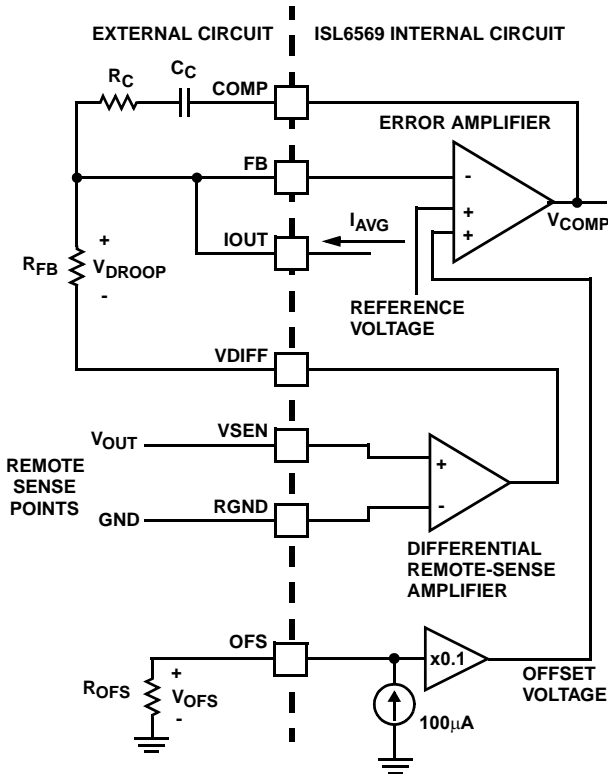 EXTERNAL CIRCUIT
ISL6569 INTERNAL CIRCUIT
RC
CC
COMP
ERROR AMPLIFIER
FB
-
+
+
VCOMP
IAVG
IOUT
RFB
+
VDROOP
-
REFERENCE
VOLTAGE
VDIFF
VOUT
VSEN
+
REMOTE
SENSE
POINTS
GND
RGND
-
DIFFERENTIAL
REMOTE-SENSE
AMPLIFIER
OFS
x0.1
ROFS
+
VOFS
-
OFFSET
VOLTAGE
100µA